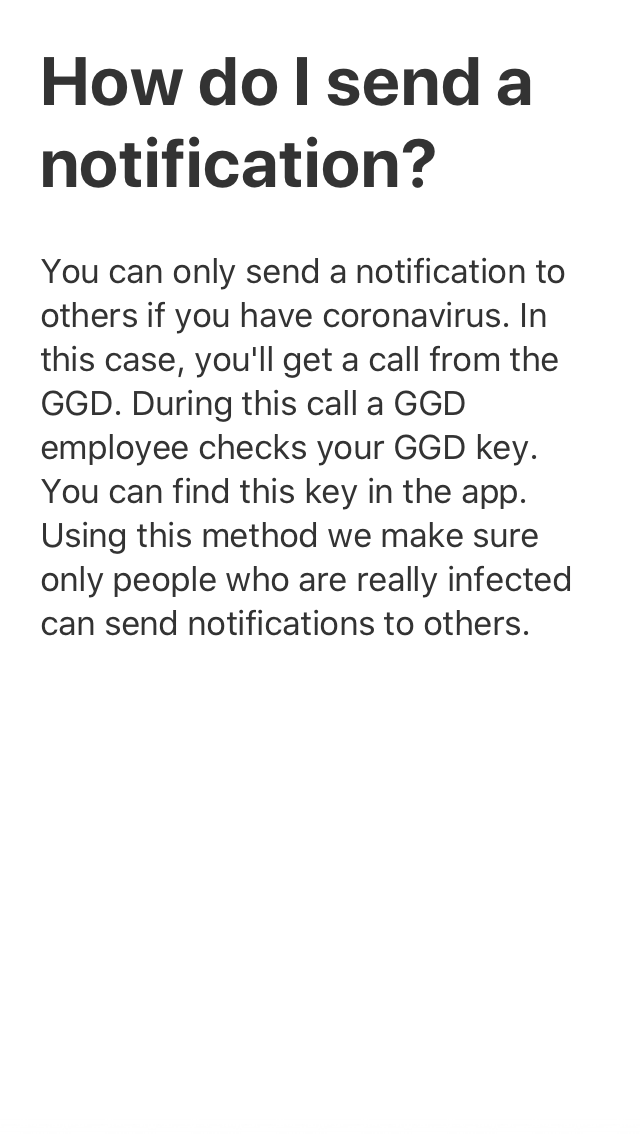 How do I send a
notification?
You can only send a notification to
others if you have coronavirus. In
this case, you'll get a call from the
GGD. During this call a GGD
employee checks your GGD key.
You can find this key in the app.
Using this method we make sure
only people who are really infected
can send notifications to others.